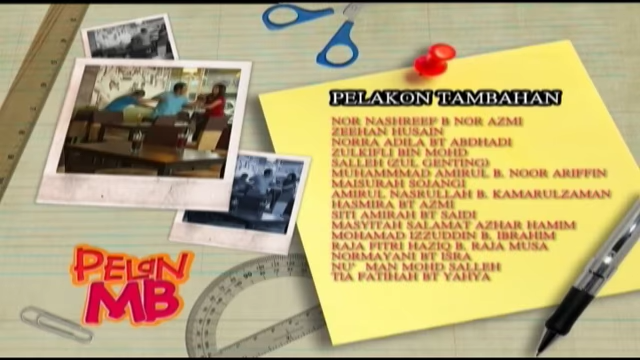 PELAKON TAMBAHAN
NOR NASHREEF B NOR AZMI
ZEEHAN HUSAIN
NORRA ADILA BT ABDHADI
ZULKIFLI BIN MOHD
SALLEH (ZUL GENTING)
MUHAMMMAD AMIRUL B. NOOR ARIFFIN
MAISURAH SOJANGI
AMIRUL NASRULLAH B. KAMARULZAMAN
HASMIRA BT AZMI
SITI AMIRAH BT SAIDI
MASYITAH SALAMAT AZHAR HAMIM
MOHAMAD IZZUDDIN B. IBRAHIM
RAJA FITRI HAZIQ B. RAJA MUSA
NORMAYANI BT ISRA
NU" MAN MOHD SALLEH
TIA FATIHAH BT YAHYA
PELAN
MB